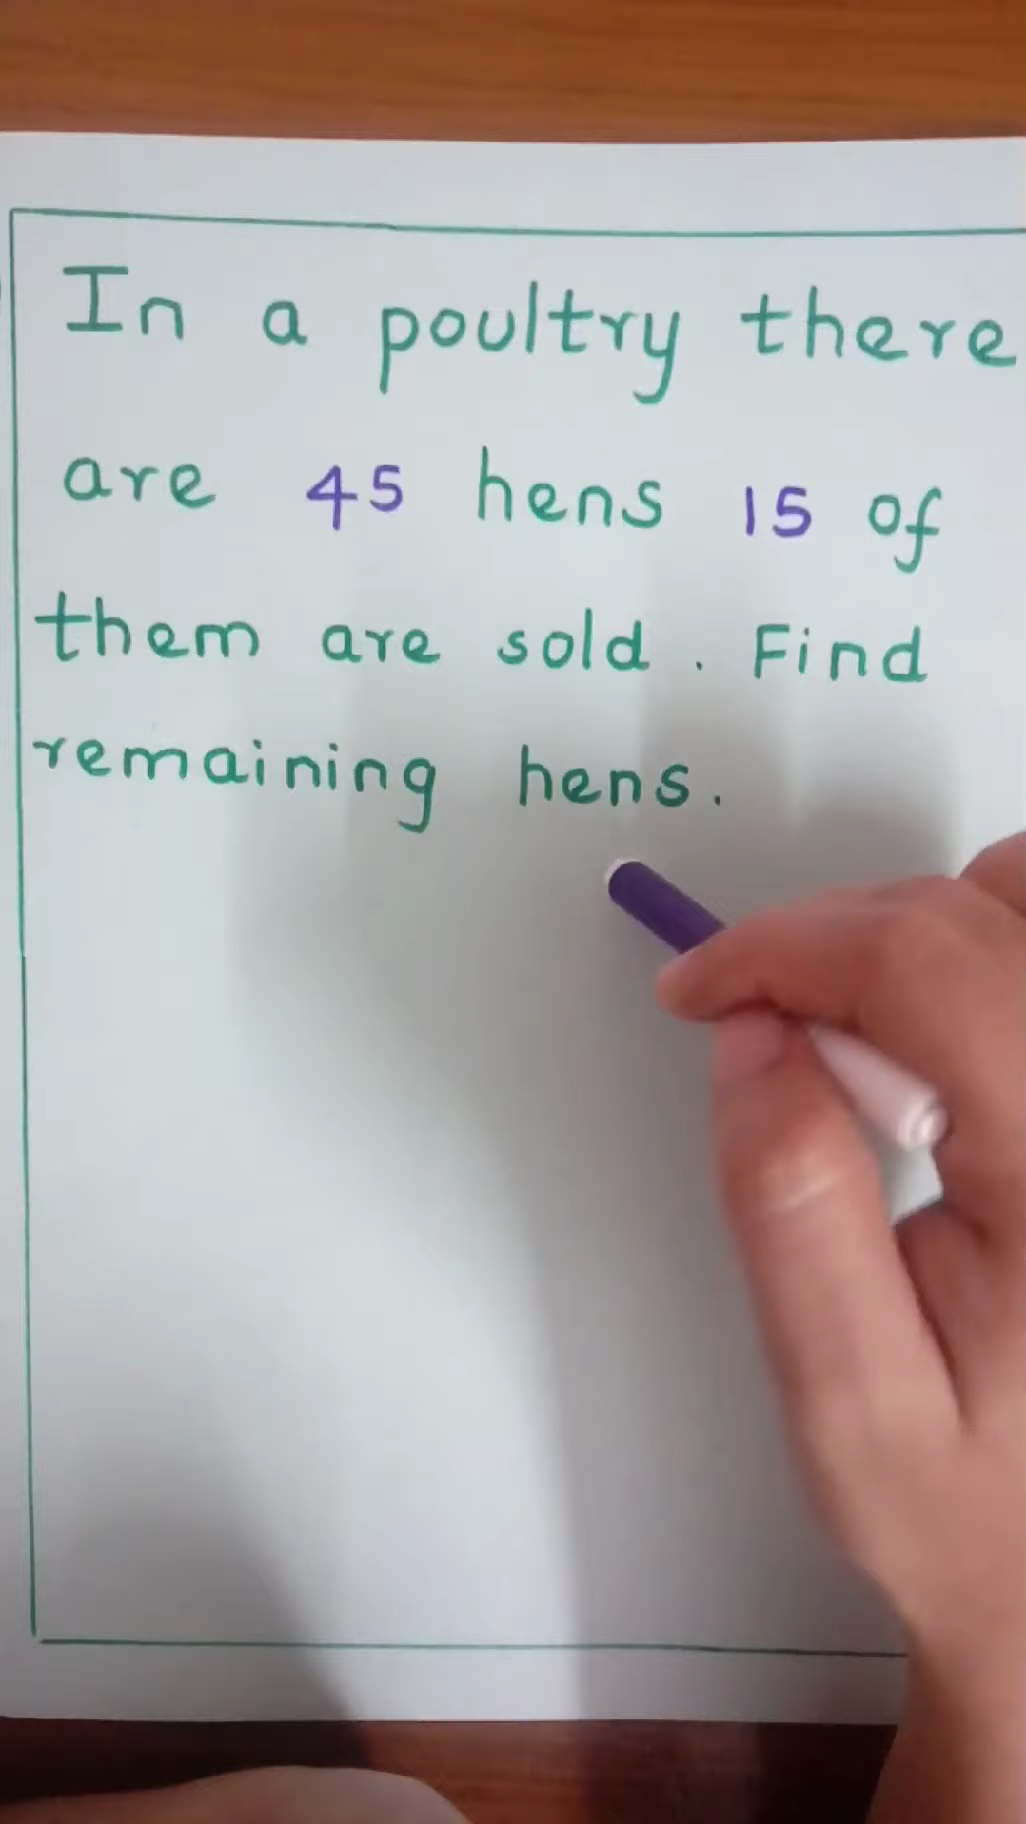 In a poultry there
are 45 hens 15 of
them are sold. Find
remaining hens.